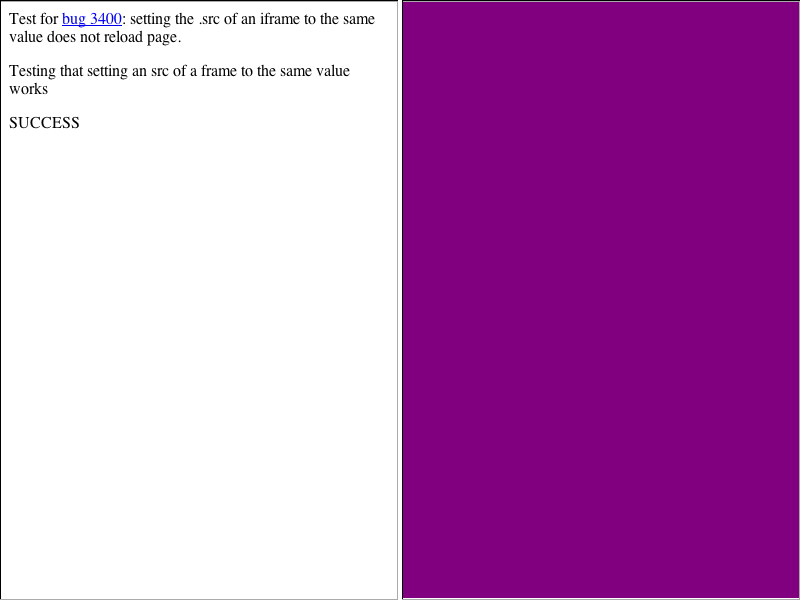 Test for bug 3400: setting the .src of an iframe to the same
value does not reload page.
Testing that setting an src of a frame to the same value
works
SUCCESS